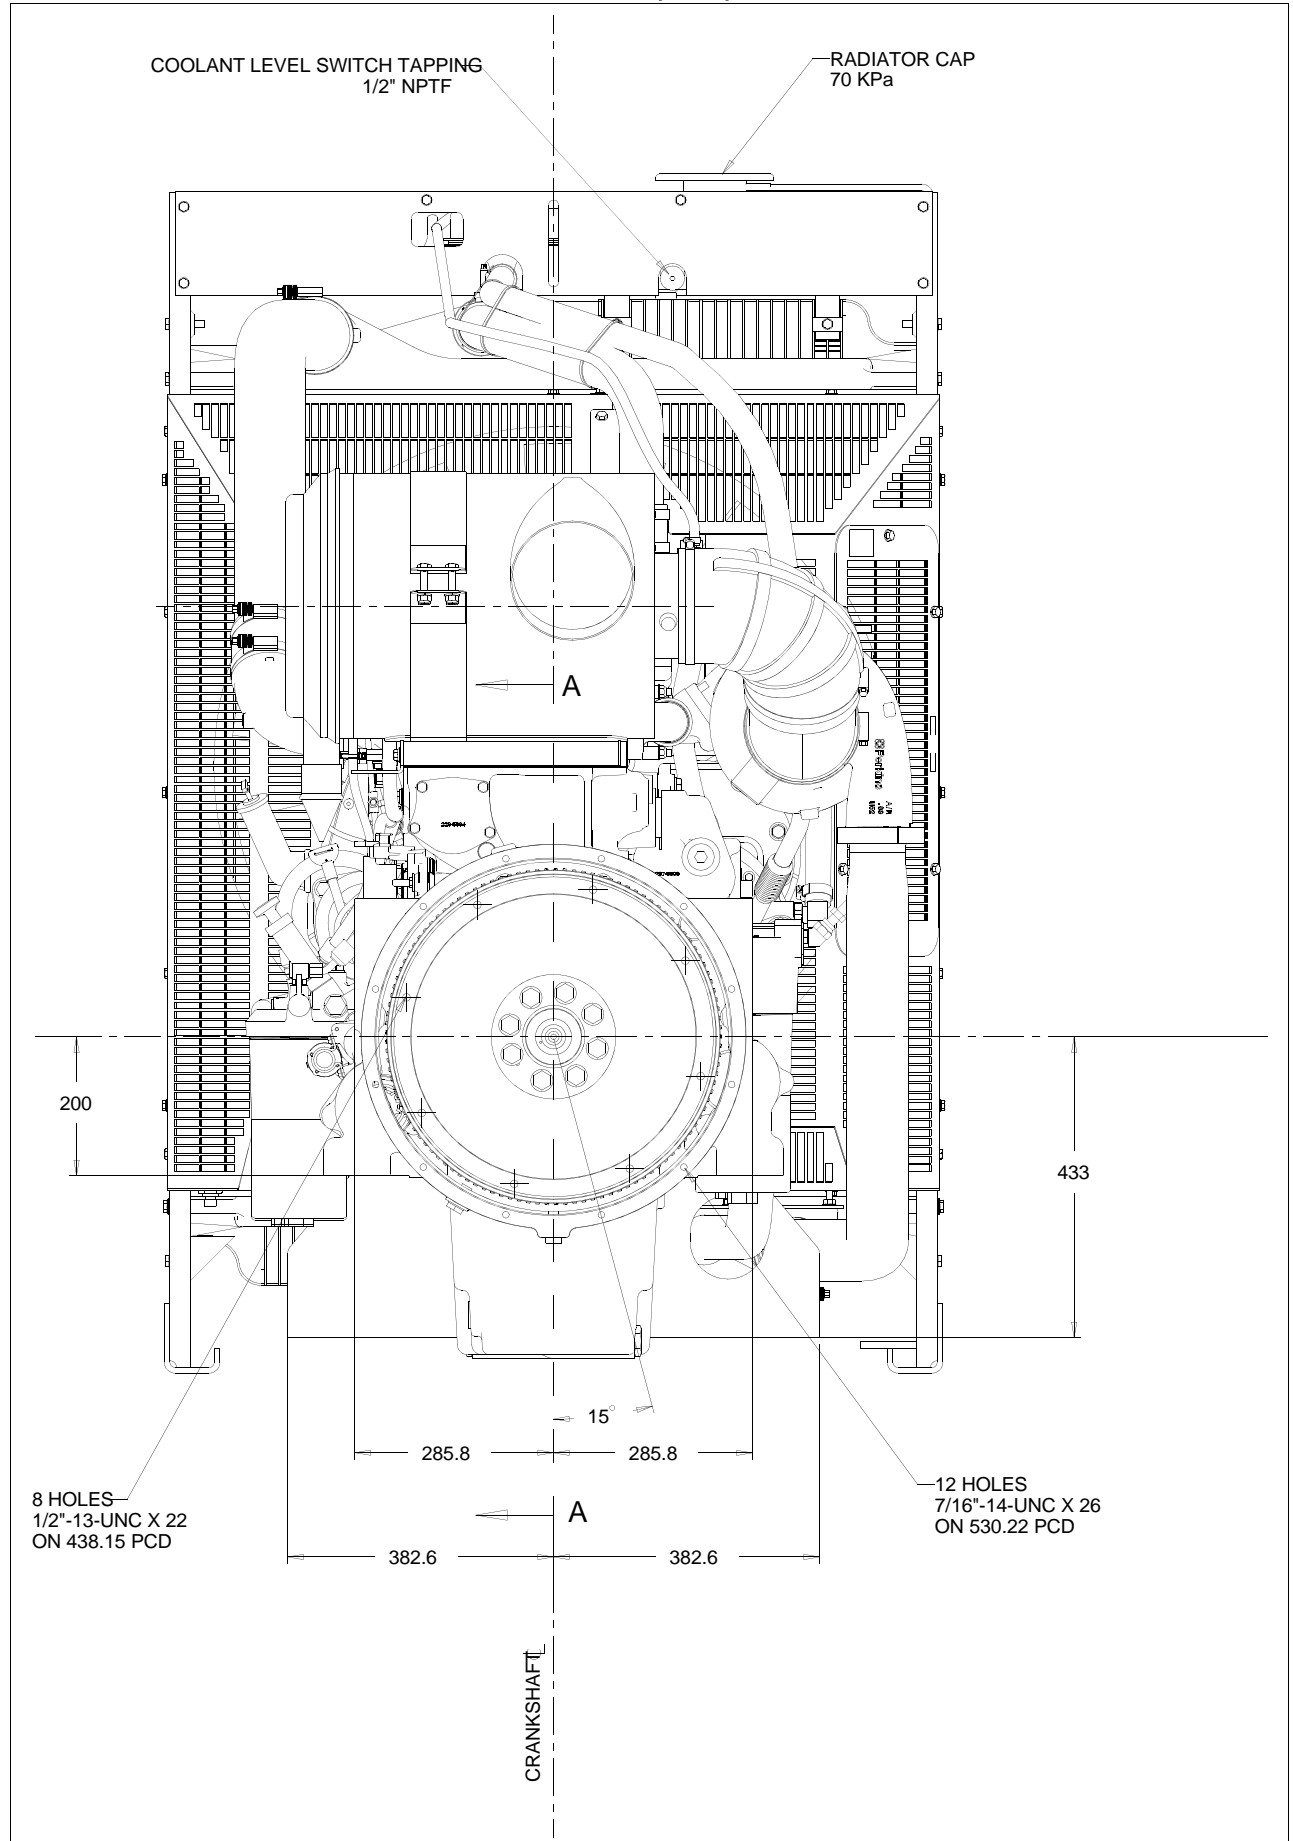 COOLANT LEVEL SWITCH TAPPING
1/2" NPTF
RADIATOR CAP
70 KPa
A
200
433
15°
285.8
285.8
8 HOLES
1/2"-13-UNC X 22
ON 438.15 PCD
12 HOLES
7/16"-14-UNC X 26
ON 530.22 PCD
A
382.6
382.6
CRANKSHAFT